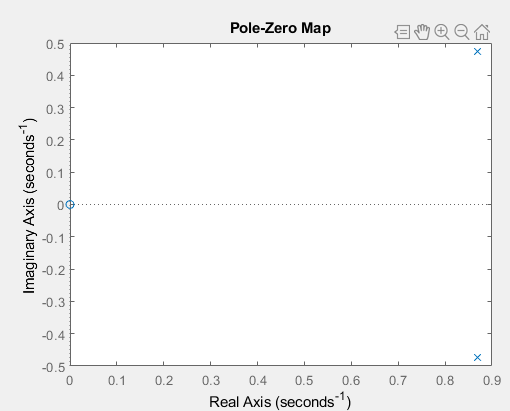 Pole-Zero Map
0.5
0.4
0.3
0.2
0.1
0
-0.1
-0.2
-0.3
-0.4
-0.5
Imaginary Axis (seconds⁻¹)
0 0.1 0.2 0.3 0.4 0.5 0.6 0.7 0.8 0.9
Real Axis (seconds⁻¹)